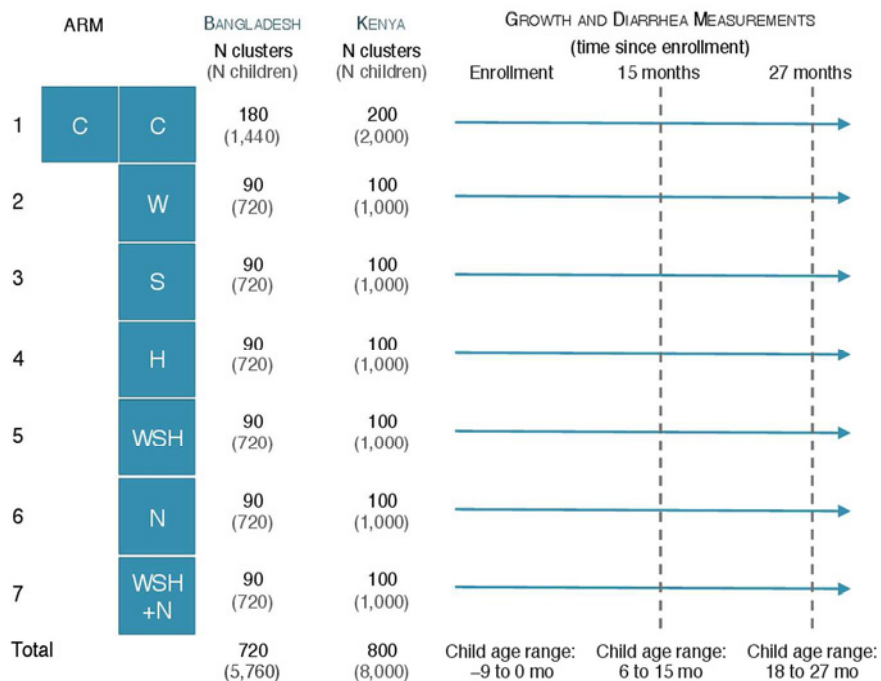 ARM
BANGLADESH
KENYA
GROWTH AND DIARRHEA MEASUREMENTS
N clusters
N clusters
(time since enrollment)
(N children)
(N children)
Enrollment
15 months
27 months
1
C
C
180
(1,440)
200
(2,000)
2
W
90
(720)
100
(1,000)
3
S
90
(720)
100
(1,000)
4
H
90
(720)
100
(1,000)
5
WSH
90
(720)
100
(1,000)
6
N
90
(720)
100
(1,000)
7
WSH
+N
90
(720)
100
(1,000)
Total
720
(5,760)
800
(8,000)
Child age range:
–9 to 0 mo
Child age range:
6 to 15 mo
Child age range:
18 to 27 mo